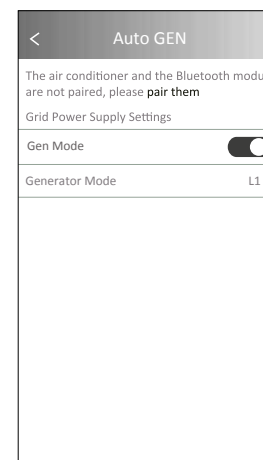 Auto GEN
The air conditioner and the Bluetooth modu
are not paired, please pair them
Grid Power Supply Settings
Gen Mode
Generator Mode L1